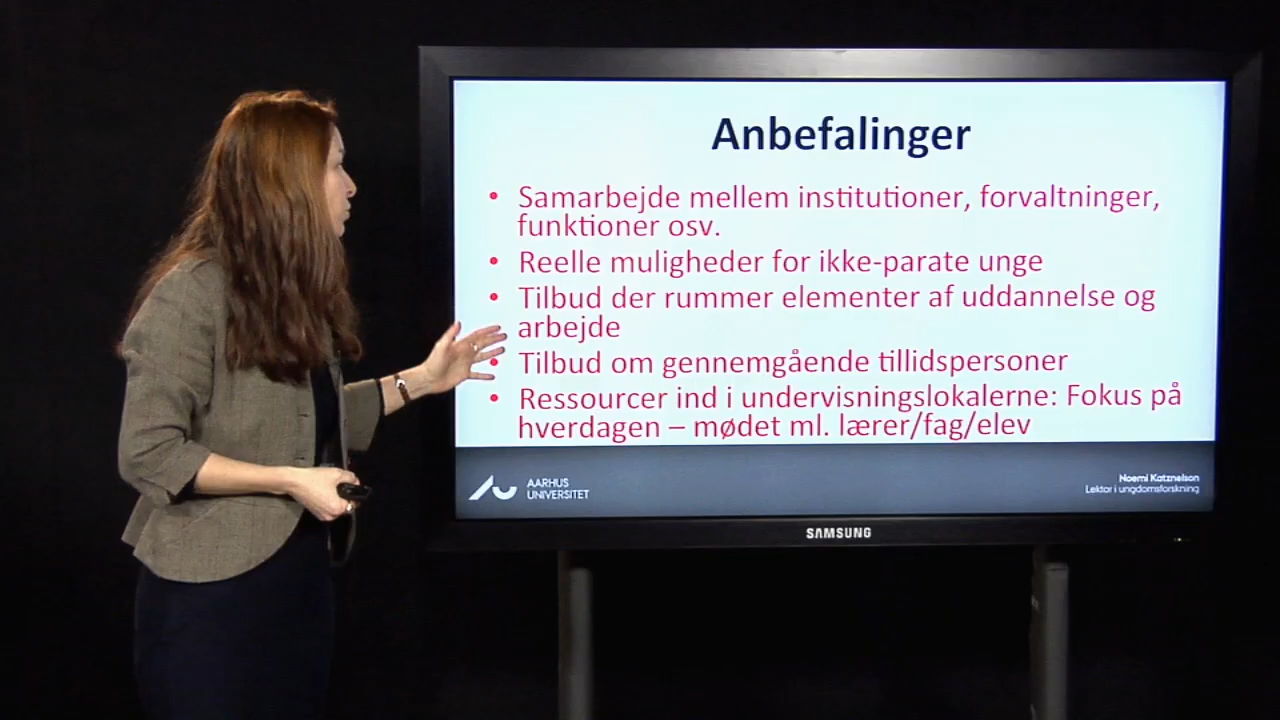 Anbefalinger
• Samarbejde mellem institutioner, forvaltninger,
funktioner osv.
• Reelle muligheder for ikke-parate unge
• Tilbud der rummer elementer af uddannelse og
arbejde
• Tilbud om gennemgående tillidspersoner
• Ressourcer ind i undervisningslokalerne: Fokus på
hverdagen – mødet ml. lærer/fag/elev
AARHUS
UNIVERSITET
Noemi Katznelson
Lektor i ungdomsforskning
SAMSUNG